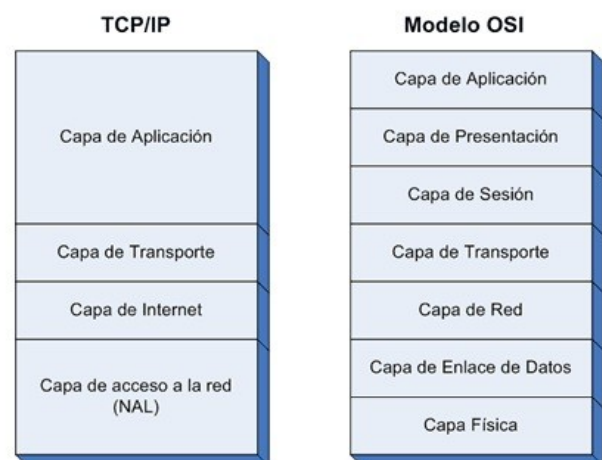 TCP/IP
Capa de Aplicación
Capa de Transporte
Capa de Internet
Capa de acceso a la red
(NAL)
Modelo OSI
Capa de Aplicación
Capa de Presentación
Capa de Sesión
Capa de Transporte
Capa de Red
Capa de Enlace de Datos
Capa Física